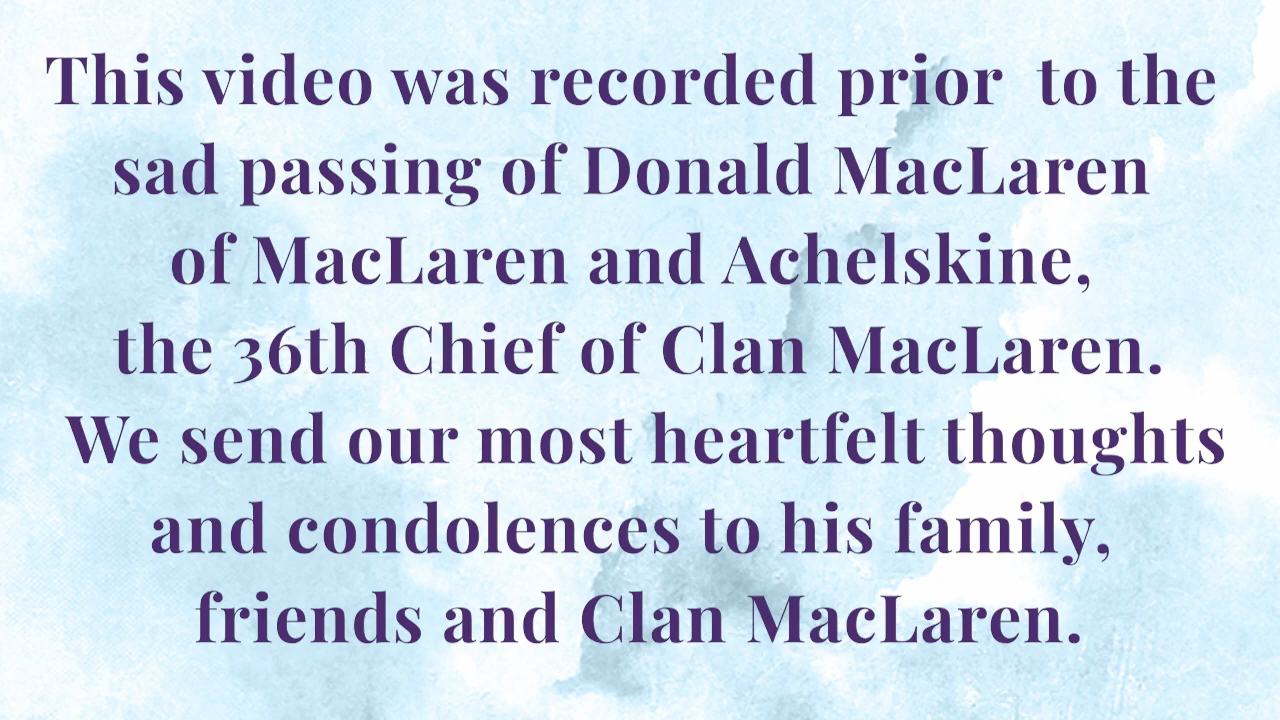 This video was recorded prior  to the
sad passing of Donald MacLaren
of MacLaren and Achelskine,
the 36th Chief of Clan MacLaren.
We send our most heartfelt thoughts
and condolences to his family,
friends and Clan MacLaren.